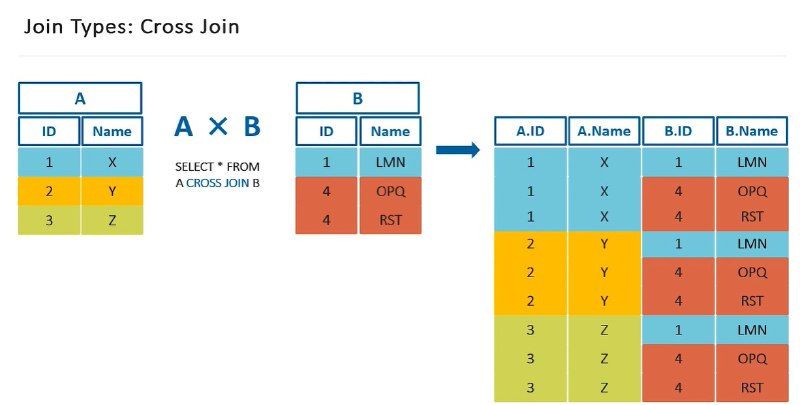 Join Types: Cross Join
A
ID Name
1 X
2 Y
3 Z
A × B
SELECT * FROM
A CROSS JOIN B
B
ID Name
1 LMN
4 OPQ
4 RST
A.ID A.Name B.ID B.Name
1 X 1 LMN
1 X 4 OPQ
1 X 4 RST
2 Y 1 LMN
2 Y 4 OPQ
2 Y 4 RST
3 Z 1 LMN
3 Z 4 OPQ
3 Z 4 RST